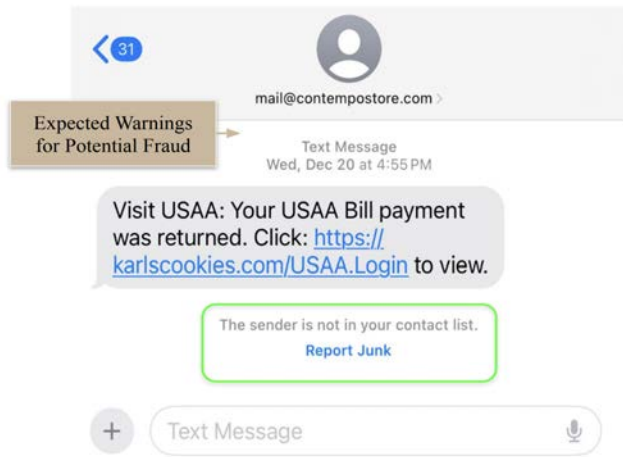 31
mail@contempostore.com >
Expected Warnings
for Potential Fraud
Text Message
Wed, Dec 20 at 4:55 PM
Visit USAA: Your USAA Bill payment
was returned. Click: https://
karlscookies.com/USAA.Login to view.
The sender is not in your contact list.
Report Junk
+ Text Message